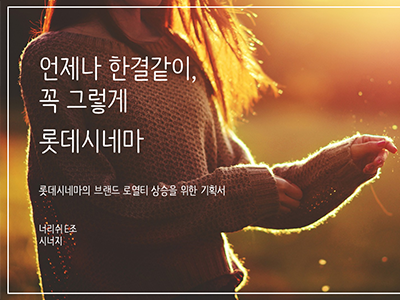 언제나 한결같이,
꼭 그렇게
롯데시네마
롯데시네마의 브랜드 로열티 상승을 위한 기획서
너리쉬 E조
시너지